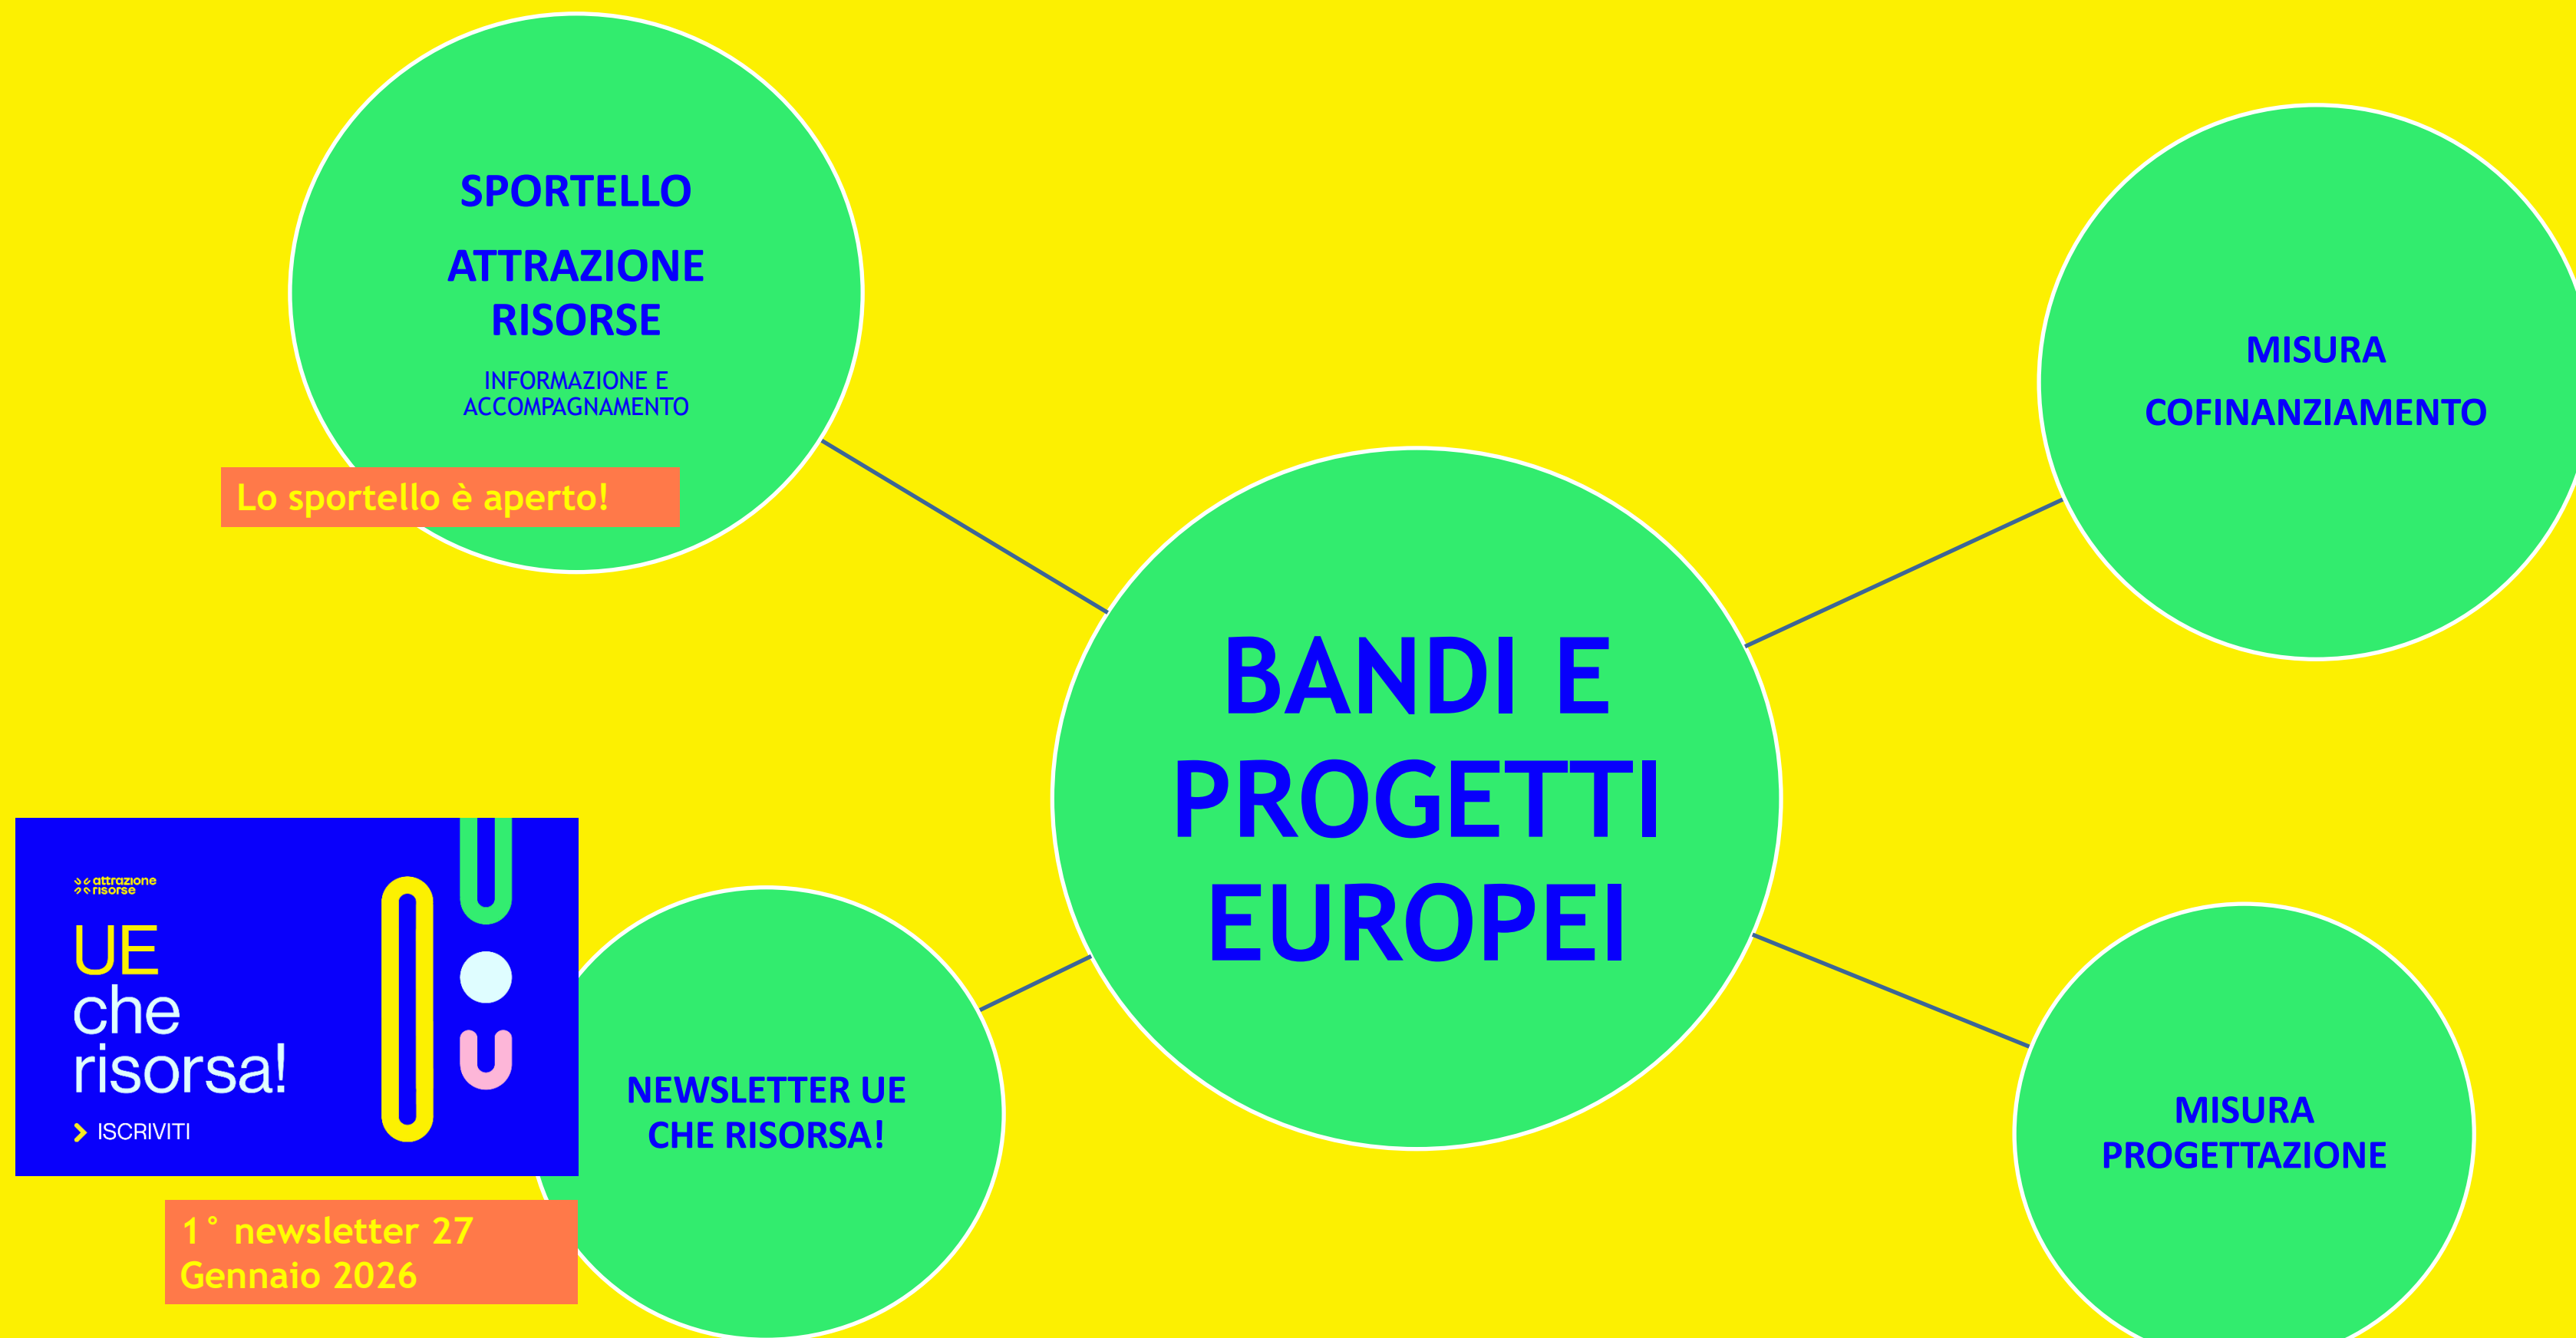 SPORTELLO
ATTRAZIONE
RISORSE
INFORMAZIONE E
ACCOMPAGNAMENTO
Lo sportello è aperto!
MISURA
COFINANZIAMENTO
BANDI E
PROGETTI
EUROPEI
attrazione
risorse
UE
che
risorsa!
ISCRIVITI
NEWSLETTER UE
CHE RISORSA!
1° newsletter 27
Gennaio 2026
MISURA
PROGETTAZIONE